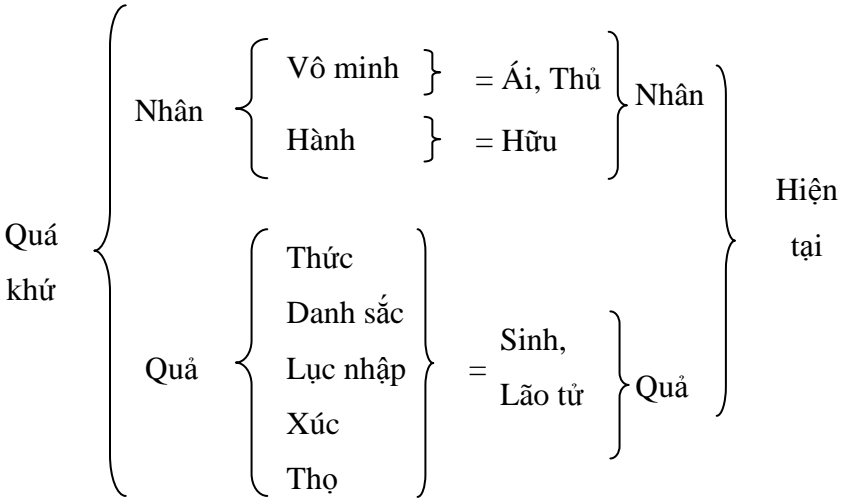 Vô minh = Ái, Thủ
Nhân Nhân
Hành = Hữu
Hiện
tại
Quá
khứ
Thức
Danh sắc
Quả Lục nhập = Sinh,
Lão tử Quả
Xúc
Thọ